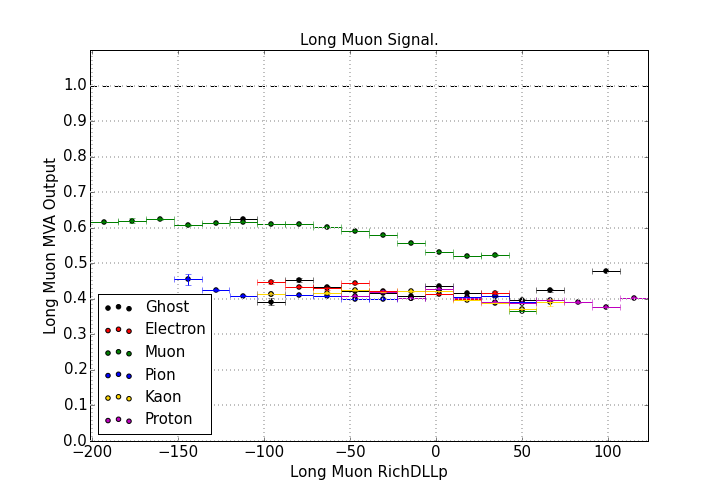 Long Muon Signal.
1.0
0.9
0.8
0.7
0.6
0.5
0.4
0.3
0.2
0.1
0.0
Long Muon MVA Output
Ghost
Electron
Muon
Pion
Kaon
Proton
−200 −150 −100 −50 0 50 100
Long Muon RichDLLp